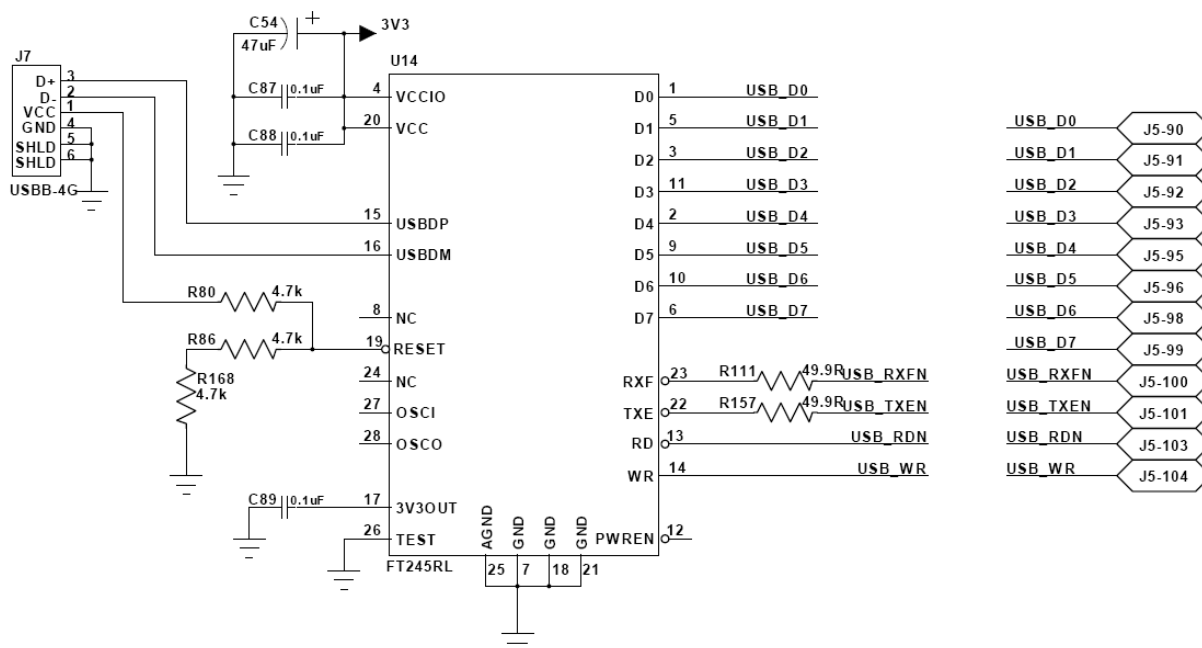 C54
47uF
3V3
J7
U14
D+ 3
D- 2
VCC 1
GND 4
SHLD 5
SHLD 6
USBB-4G
C87 0.1uF
4 VCCIO
C88 0.1uF
20 VCC
15 USBDP
16 USBDM
R80 4.7k
8 NC
R86 4.7k
19 RESET
R168
4.7k
24 NC
27 OSCI
28 OSCO
C89 0.1uF
17 3V3OUT
26 TEST
FT245RL
AGND GND GND GND
25 7 18 21
D0 1 USB_D0
D1 5 USB_D1
D2 3 USB_D2
D3 11 USB_D3
D4 2 USB_D4
D5 9 USB_D5
D6 10 USB_D6
D7 6 USB_D7
RXF 23 R111 49.9R USB_RXFN
TXE 22 R157 49.9R USB_TXEN
RD 13 USB_RDN
WR 14 USB_WR
PWREN 12
USB_D0 J5-90
USB_D1 J5-91
USB_D2 J5-92
USB_D3 J5-93
USB_D4 J5-95
USB_D5 J5-96
USB_D6 J5-98
USB_D7 J5-99
USB_RXFN J5-100
USB_TXEN J5-101
USB_RDN J5-103
USB_WR J5-104